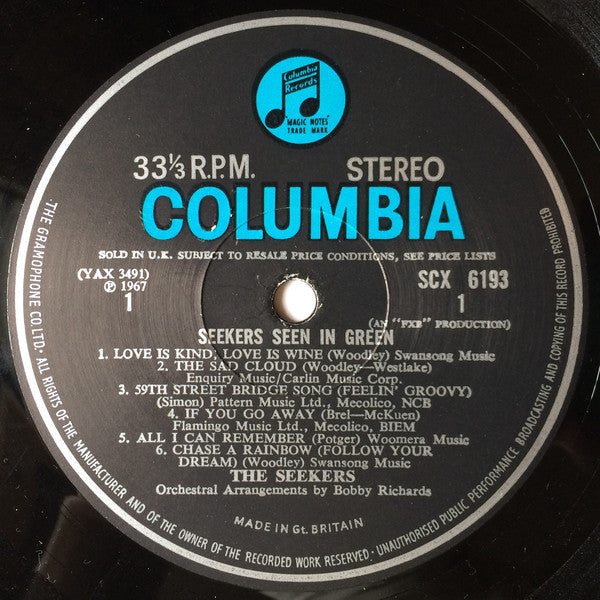 Columbia
Records
"MAGIC NOTES"
TRADE MARK
33⅓ R.P.M.
STEREO
COLUMBIA
SOLD IN U.K. SUBJECT TO RESALE PRICE CONDITIONS, SEE PRICE LISTS
(YAX 3491)
℗ 1967
1
SCX 6193
1
(AN "FXB" PRODUCTION)
SEEKERS SEEN IN GREEN
1. LOVE IS KIND, LOVE IS WINE (Woodley) Swansong Music
2. THE SAD CLOUD (Woodley—Westlake)
Enquiry Music/Carlin Music Corp.
3. 59TH STREET BRIDGE SONG (FEELIN' GROOVY)
(Simon) Pattern Music Ltd., Mecolico, NCB
4. IF YOU GO AWAY (Brel—McKuen)
Flamingo Music Ltd., Mecolico, BIEM
5. ALL I CAN REMEMBER (Potger) Woomera Music
6. CHASE A RAINBOW (FOLLOW YOUR
DREAM) (Woodley) Swansong Music
THE SEEKERS
Orchestral Arrangements by Bobby Richards
MADE IN Gt. BRITAIN
THE GRAMOPHONE CO. LTD. · ALL RIGHTS OF THE MANUFACTURER AND OF THE OWNER OF THE RECORDED WORK RESERVED · UNAUTHORISED PUBLIC PERFORMANCE BROADCASTING AND COPYING OF THIS RECORD PROHIBITED